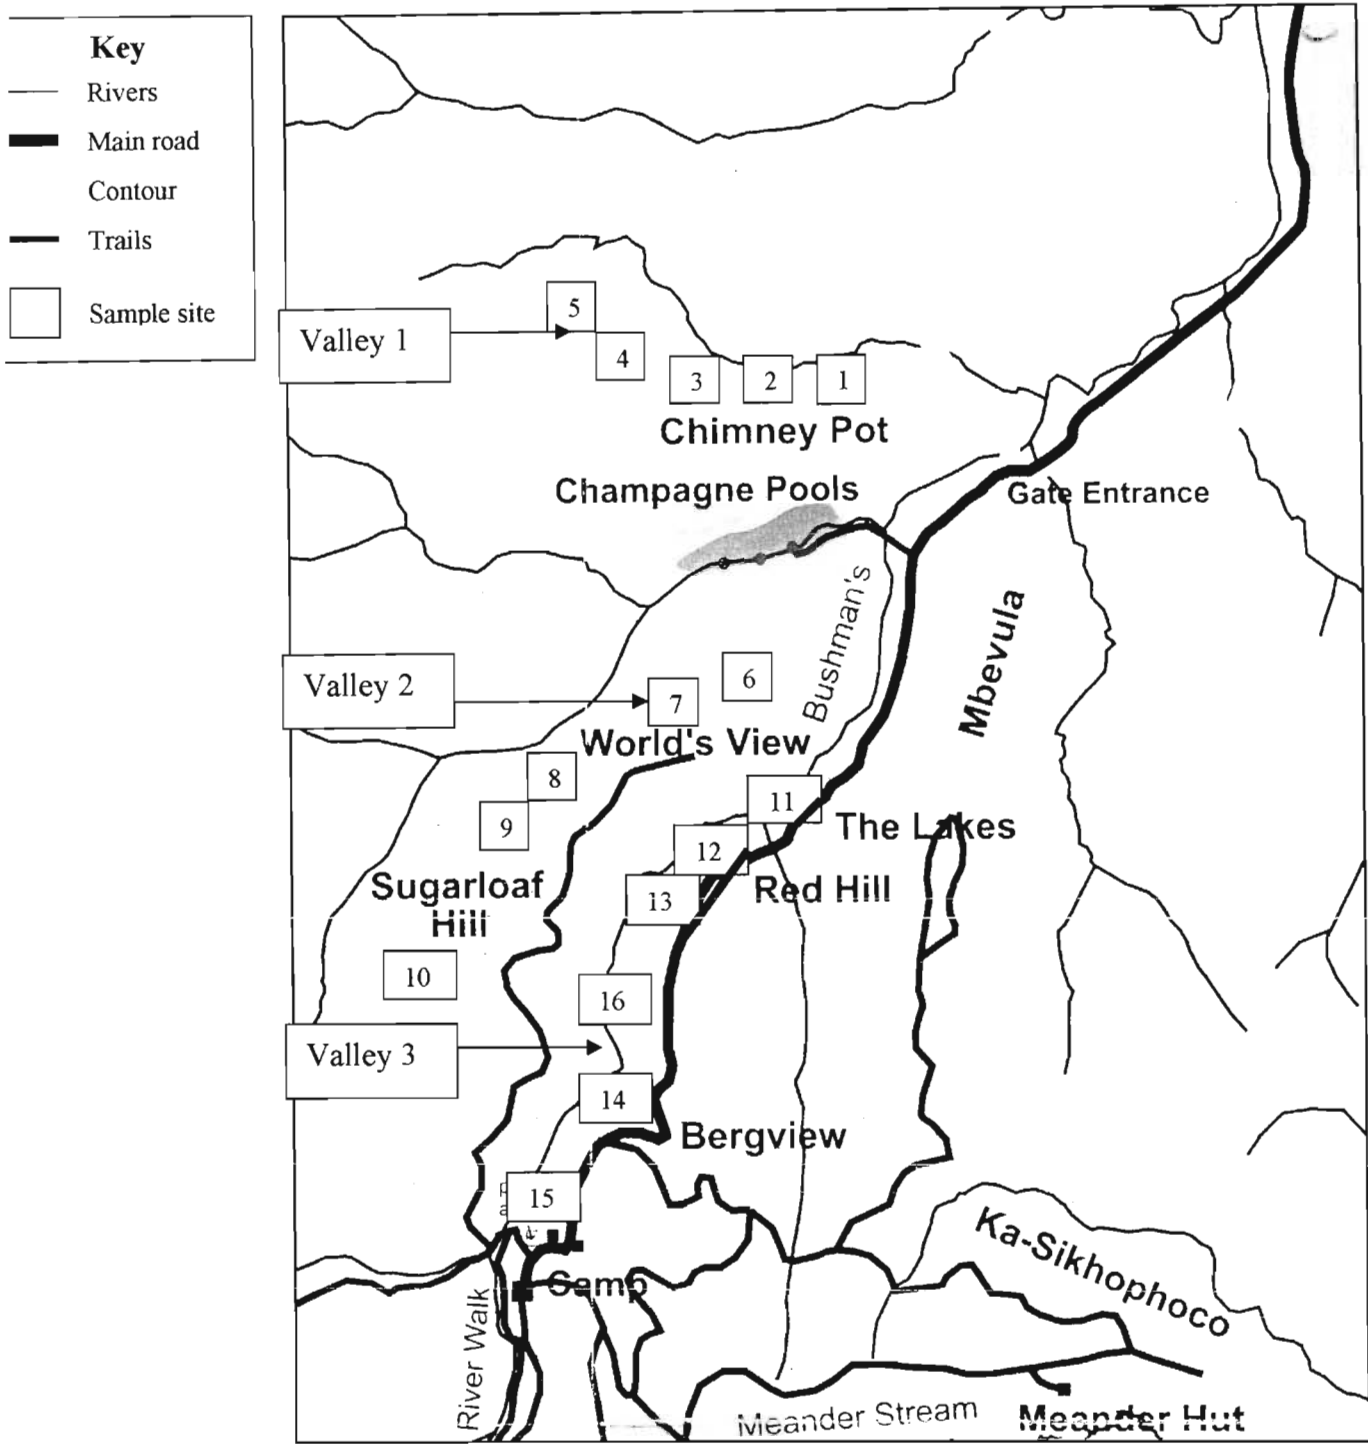 Key
Rivers
Main road
Contour
Trails
Sample site
Valley 1
5
4
3
2
1
Chimney Pot
Champagne Pools
Gate Entrance
Bushman's
Mbevula
Valley 2
6
7
World's View
8
9
11
The Lakes
12
Red Hill
13
Sugarloaf
Hill
10
16
Valley 3
14
Bergview
15
Camp
Ka-Sikhophoco
River Walk
Meander Stream
Meander Hut